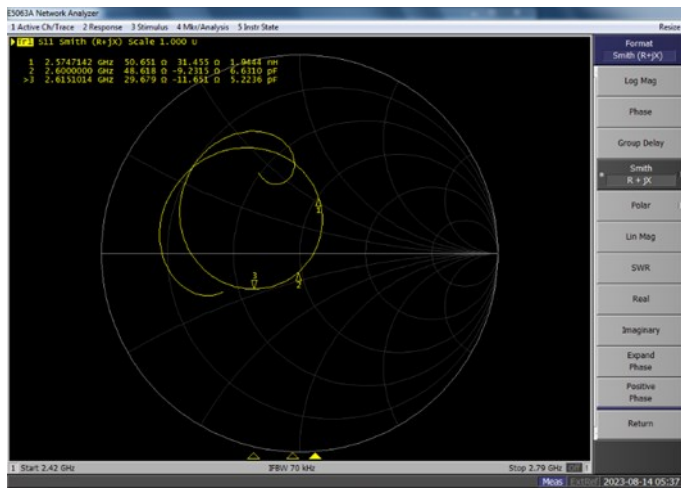 E5063A Network Analyzer
1 Active Ch/Trace 2 Response 3 Stimulus 4 Mkr/Analysis 5 Instr State
Resize
Tr1 S11 Smith (R+jX) Scale 1.000 U
1 2.5747142 GHz 50.651 Ω 31.455 Ω 1.9444 nH
2 2.6000000 GHz 48.618 Ω -9.2315 Ω 6.6310 pF
>3 2.6151014 GHz 29.679 Ω -11.651 Ω 5.2236 pF
1
3
2
Format
Smith (R+jX)
Log Mag
Phase
Group Delay
Smith
R + jX
Polar
Lin Mag
SWR
Real
Imaginary
Expand
Phase
Positive
Phase
Return
1 Start 2.42 GHz
IFBW 70 kHz
Stop 2.79 GHz Off
Meas ExtRef 2023-08-14 05:37